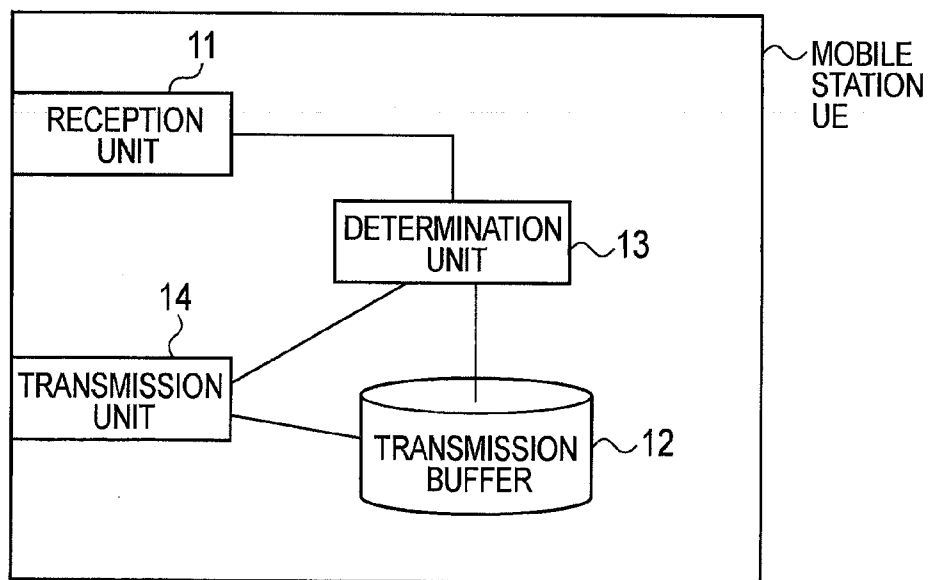 11
RECEPTION
UNIT
MOBILE
STATION
UE
DETERMINATION
UNIT
13
14
TRANSMISSION
UNIT
TRANSMISSION
BUFFER
12